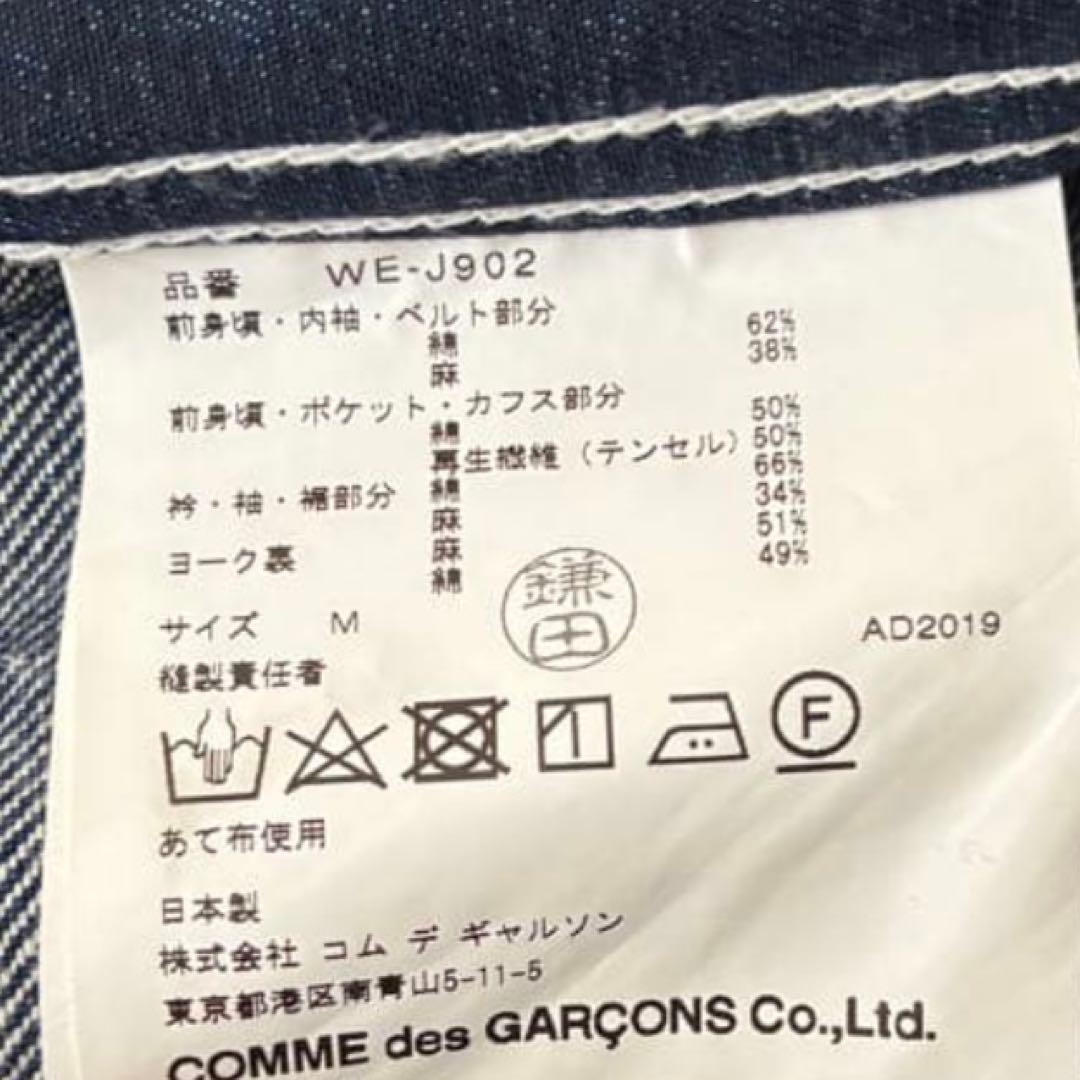 品番 WE-J902
前身頃・内袖・ベルト部分
綿 62%
麻 38%
前身頃・ポケット・カフス部分
綿 50%
再生繊維（テンセル） 50%
衿・袖・裾部分 綿 66%
麻 34%
ヨーク裏 麻 51%
綿 49%
鎌田
サイズ M AD2019
縫製責任者
F
あて布使用
日本製
株式会社 コム デ ギャルソン
東京都港区南青山5-11-5
COMME des GARÇONS Co.,Ltd.